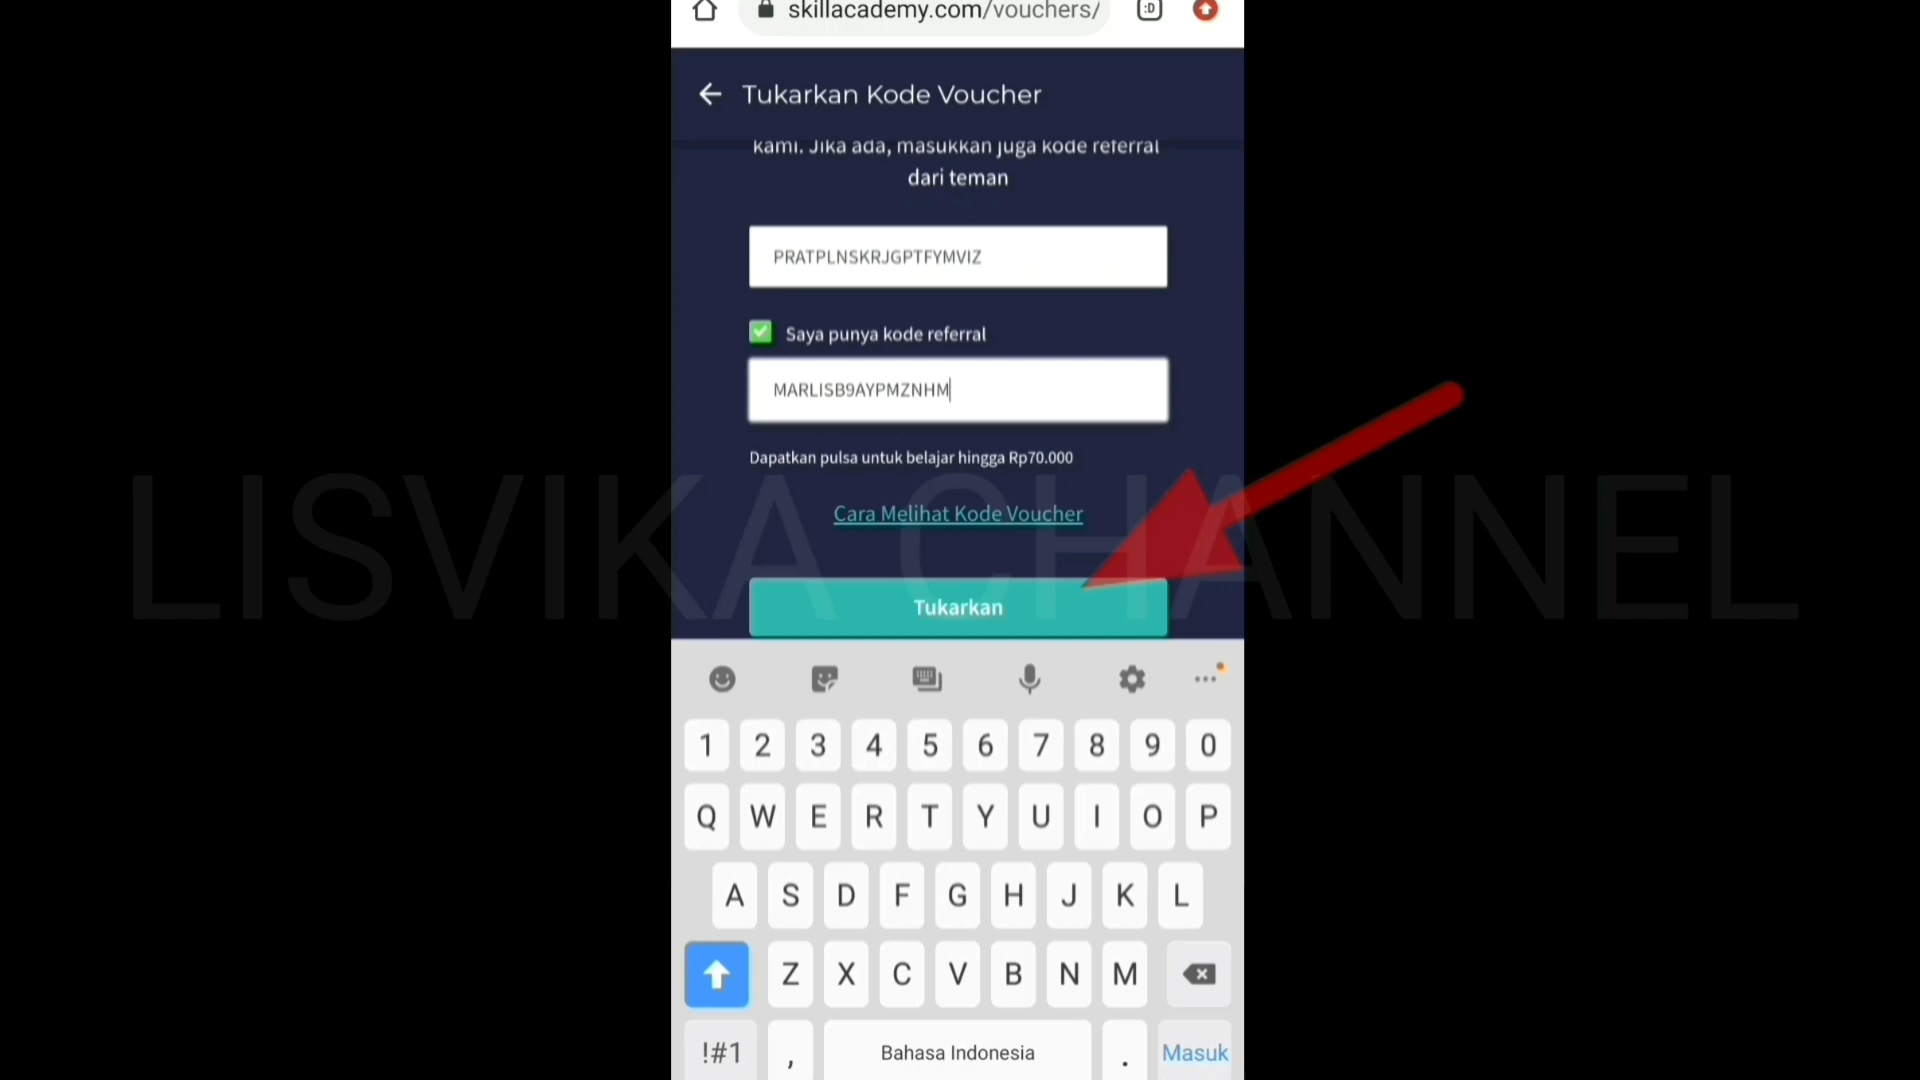 skillacademy.com/vouchers/
:D
Tukarkan Kode Voucher
kami. Jika ada, masukkan juga kode referral
dari teman
PRATPLNSKRJGPTFYMVIZ
Saya punya kode referral
MARLISB9AYPMZNHM
Dapatkan pulsa untuk belajar hingga Rp70.000
Cara Melihat Kode Voucher
LISVIKA CHANNEL
Tukarkan
1 2 3 4 5 6 7 8 9 0
Q W E R T Y U I O P
A S D F G H J K L
Z X C V B N M
!#1 , Bahasa Indonesia . Masuk